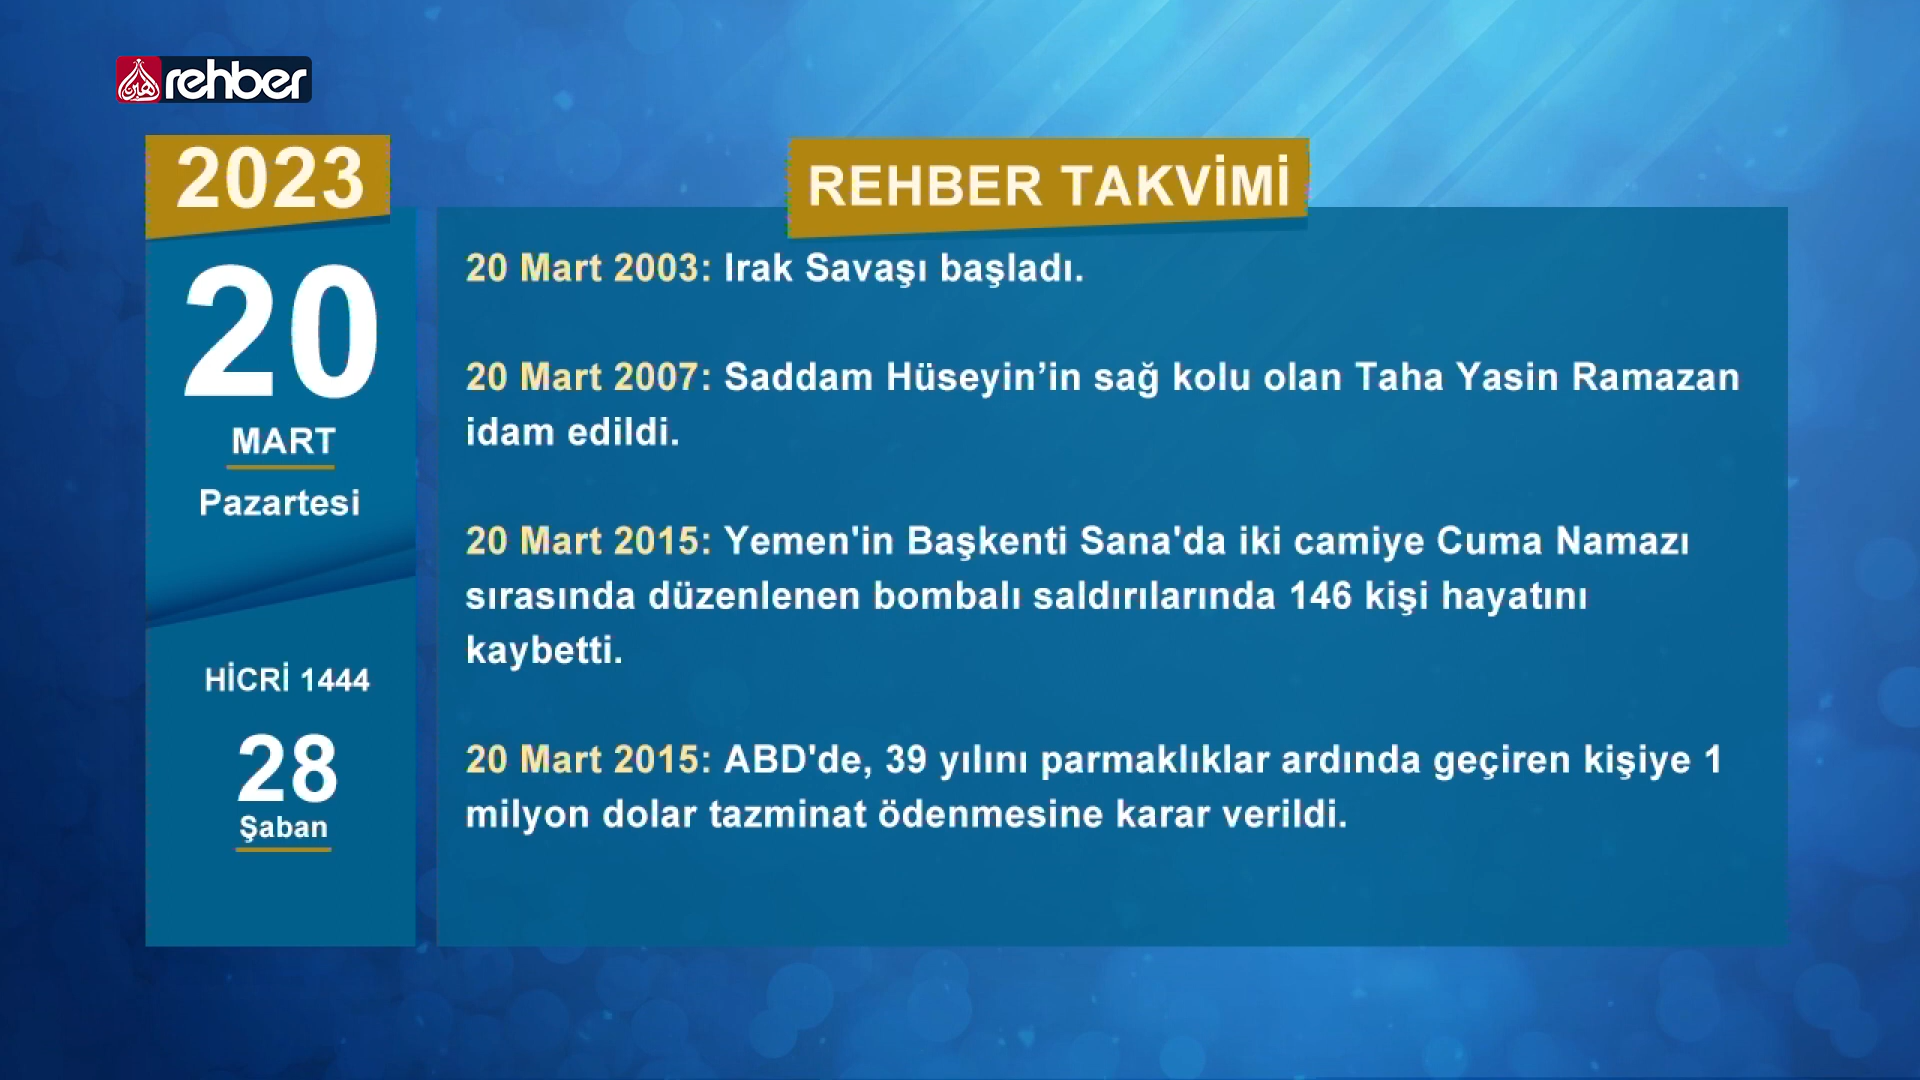 rehber
2023
20
MART
Pazartesi
HİCRİ 1444
28
Şaban
REHBER TAKVİMİ
20 Mart 2003: Irak Savaşı başladı.
20 Mart 2007: Saddam Hüseyin’in sağ kolu olan Taha Yasin Ramazan
idam edildi.
20 Mart 2015: Yemen'in Başkenti Sana'da iki camiye Cuma Namazı
sırasında düzenlenen bombalı saldırılarında 146 kişi hayatını
kaybetti.
20 Mart 2015: ABD'de, 39 yılını parmaklıklar ardında geçiren kişiye 1
milyon dolar tazminat ödenmesine karar verildi.